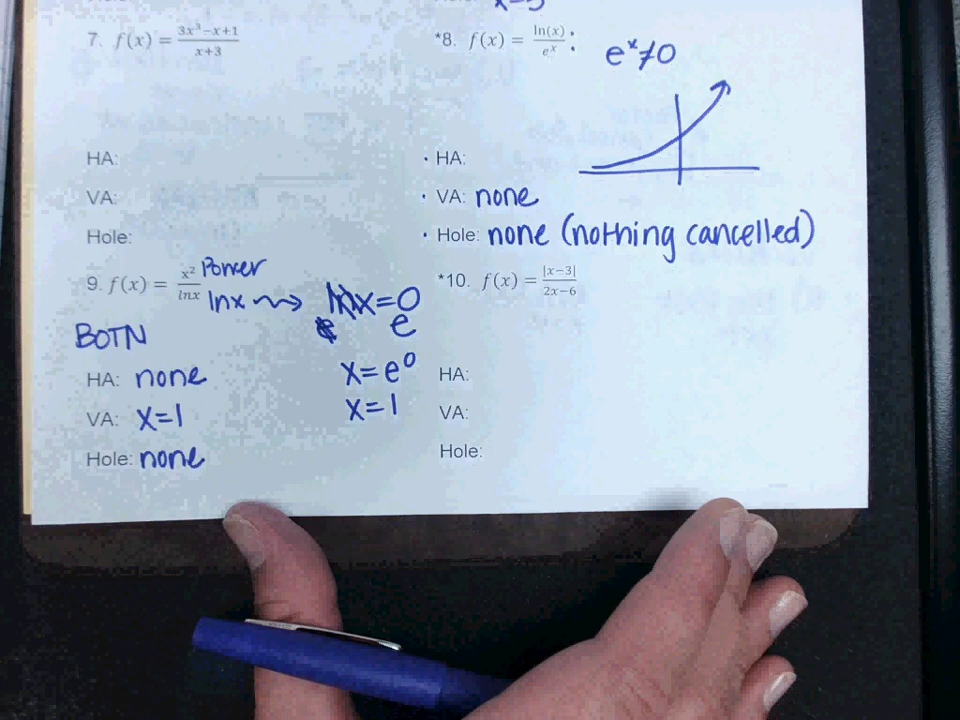 7. f(x) = 3x³−x+1 / x+3
HA:
VA:
Hole:
*8. f(x) = ln(x) / eˣ :
eˣ≠0
• HA:
• VA: none
• Hole: none (nothing cancelled)
9. f(x) = x² / lnx
Power
lnx
lnx=0
e
x=e⁰
x=1
BOTN
HA: none
VA: x=1
Hole: none
*10. f(x) = |x−3| / 2x−6
HA:
VA:
Hole: